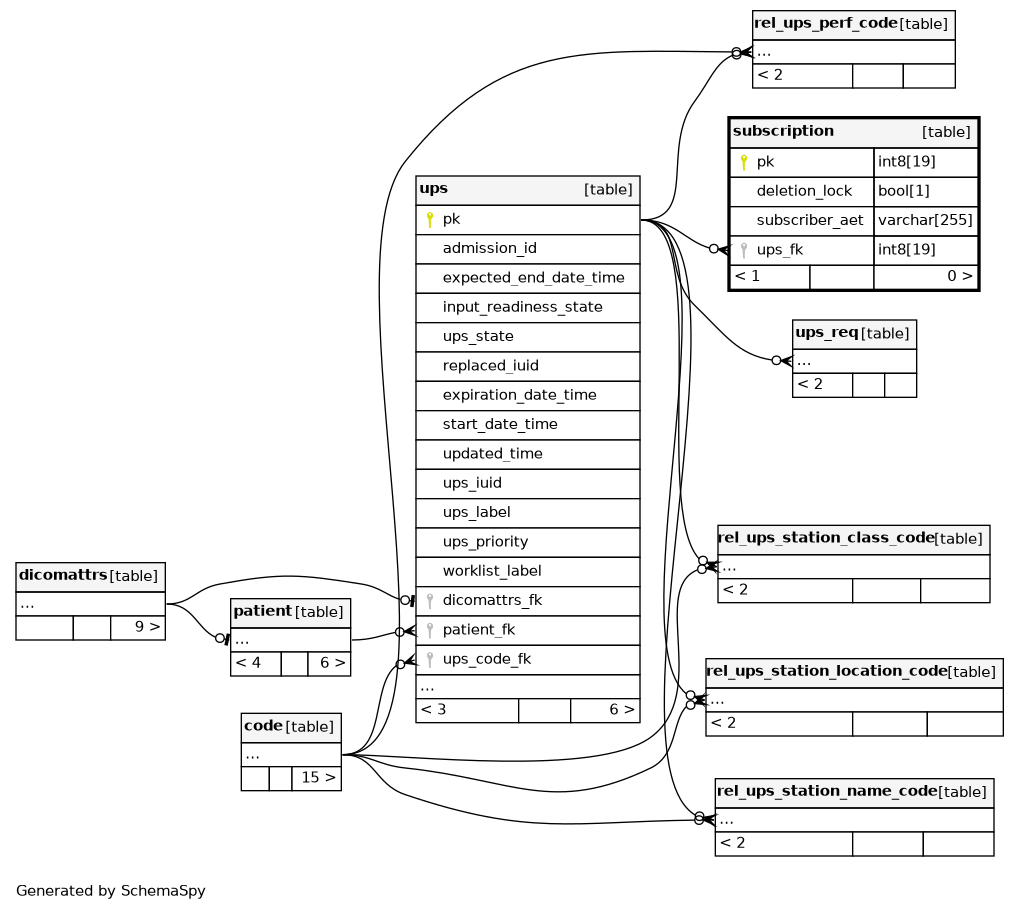 rel_ups_perf_code [table]
...
< 2
subscription [table]
pk int8[19]
deletion_lock bool[1]
subscriber_aet varchar[255]
ups_fk int8[19]
< 1 0 >
ups [table]
pk
admission_id
expected_end_date_time
input_readiness_state
ups_state
replaced_iuid
expiration_date_time
start_date_time
updated_time
ups_iuid
ups_label
ups_priority
worklist_label
dicomattrs_fk
patient_fk
ups_code_fk
...
< 3 6 >
ups_req [table]
...
< 2
rel_ups_station_class_code [table]
...
< 2
dicomattrs [table]
...
9 >
patient [table]
...
< 4 6 >
rel_ups_station_location_code [table]
...
< 2
code [table]
...
15 >
rel_ups_station_name_code [table]
...
< 2
Generated by SchemaSpy